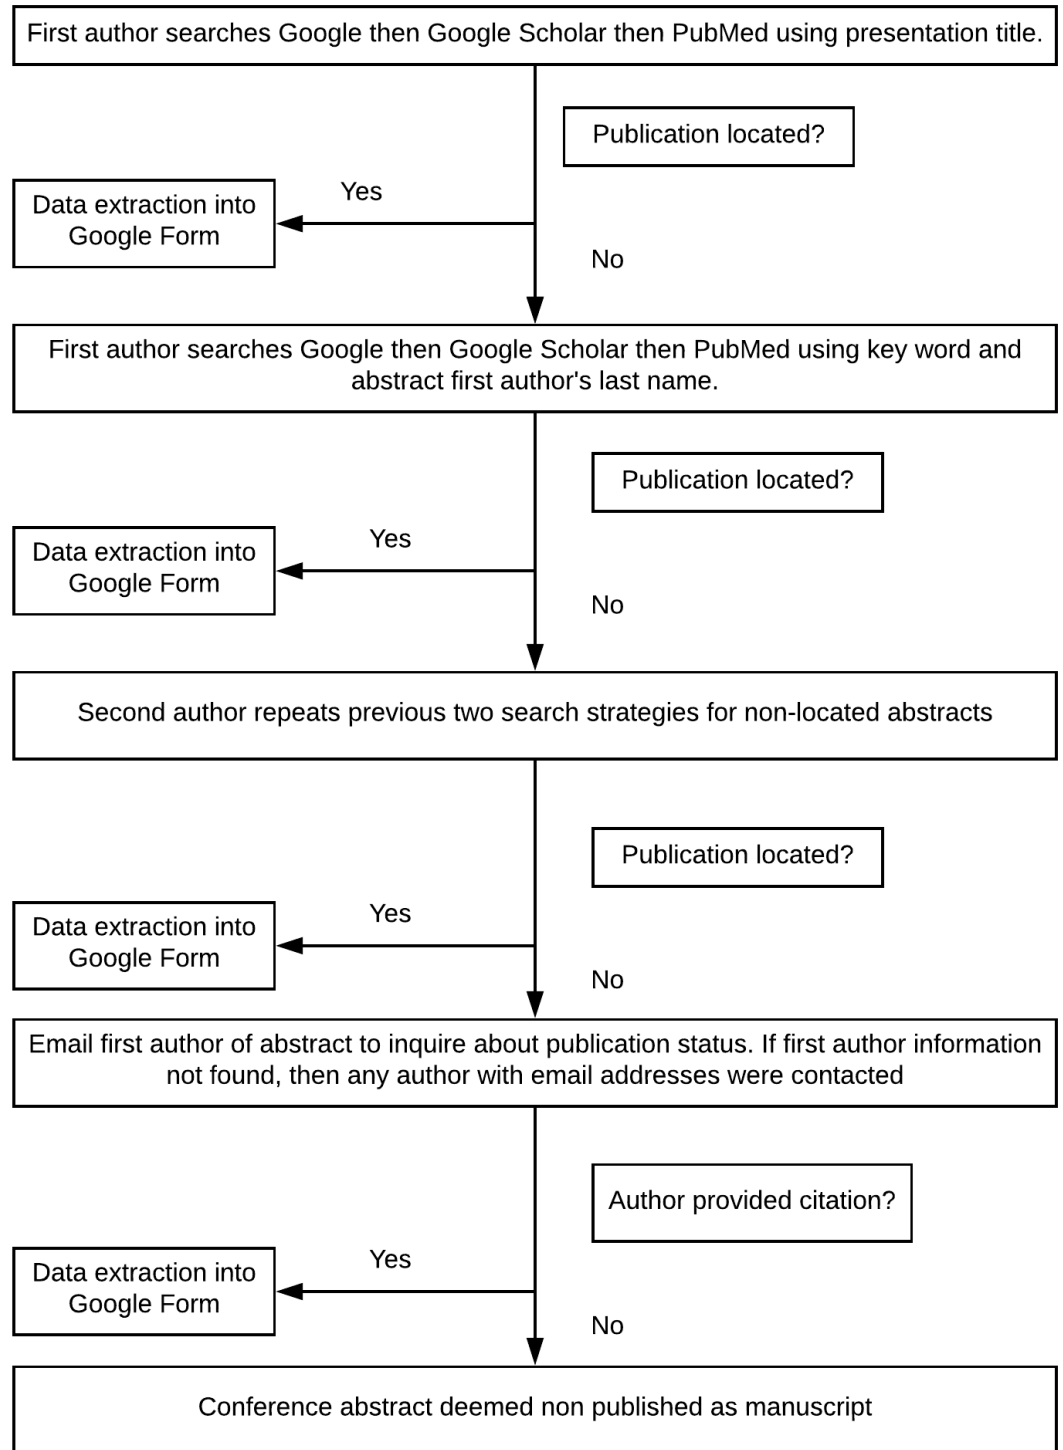 First author searches Google then Google Scholar then PubMed using presentation title.
Publication located?
Yes
Data extraction into
Google Form
No
First author searches Google then Google Scholar then PubMed using key word and
abstract first author's last name.
Publication located?
Yes
Data extraction into
Google Form
No
Second author repeats previous two search strategies for non-located abstracts
Publication located?
Yes
Data extraction into
Google Form
No
Email first author of abstract to inquire about publication status. If first author information
not found, then any author with email addresses were contacted
Author provided citation?
Yes
Data extraction into
Google Form
No
Conference abstract deemed non published as manuscript